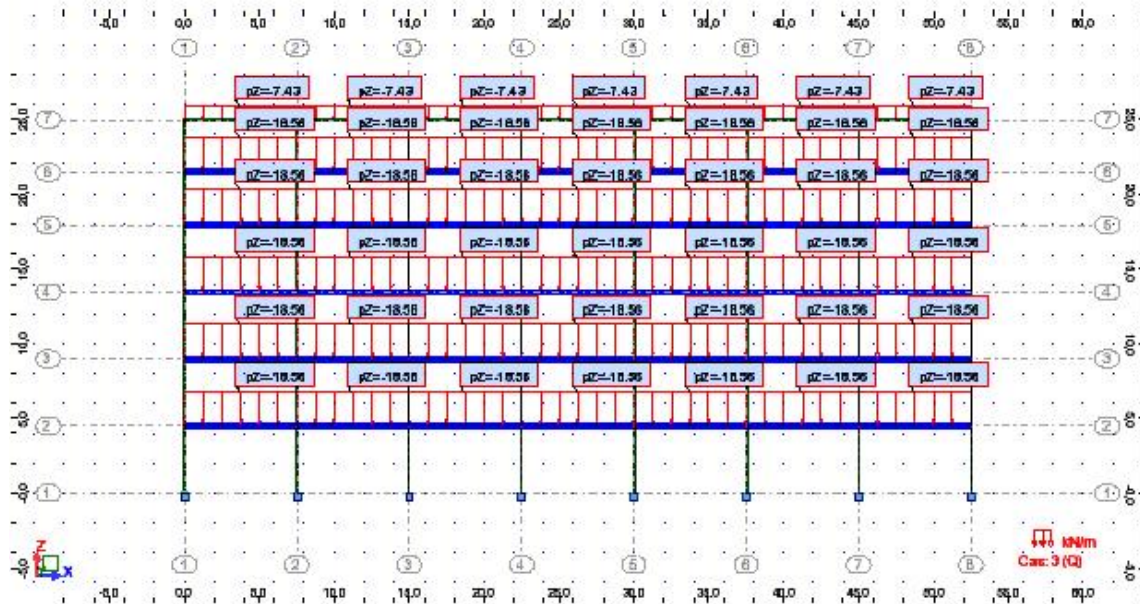 -5,0 0,0 5,0 10,0 15,0 20,0 25,0 30,0 35,0 40,0 45,0 50,0 55,0 60,0
1 2 3 4 5 6 7 8
pZ=-7.43 pZ=-7.43 pZ=-7.43 pZ=-7.43 pZ=-7.43 pZ=-7.43 pZ=-7.43
25,0 7 pZ=-18.56 pZ=-18.56 pZ=-18.56 pZ=-18.56 pZ=-18.56 pZ=-18.56 pZ=-18.56 7 25,0
6 pZ=-18.56 pZ=-18.56 pZ=-18.56 pZ=-18.56 pZ=-18.56 pZ=-18.56 pZ=-18.56 6
20,0 20,0
5 5
pZ=-18.56 pZ=-18.56 pZ=-18.56 pZ=-18.56 pZ=-18.56 pZ=-18.56 pZ=-18.56
15,0 15,0
4 4
pZ=-18.56 pZ=-18.56 pZ=-18.56 pZ=-18.56 pZ=-18.56 pZ=-18.56 pZ=-18.56
10,0 10,0
3 3
pZ=-18.56 pZ=-18.56 pZ=-18.56 pZ=-18.56 pZ=-18.56 pZ=-18.56 pZ=-18.56
5,0 2 2 5,0
-0,0 1 1 -0,0
Z kN/m
X Cas: 3 (Q)
-5,0 1 2 3 4 5 6 7 8
-5,0 0,0 5,0 10,0 15,0 20,0 25,0 30,0 35,0 40,0 45,0 50,0 55,0 60,0